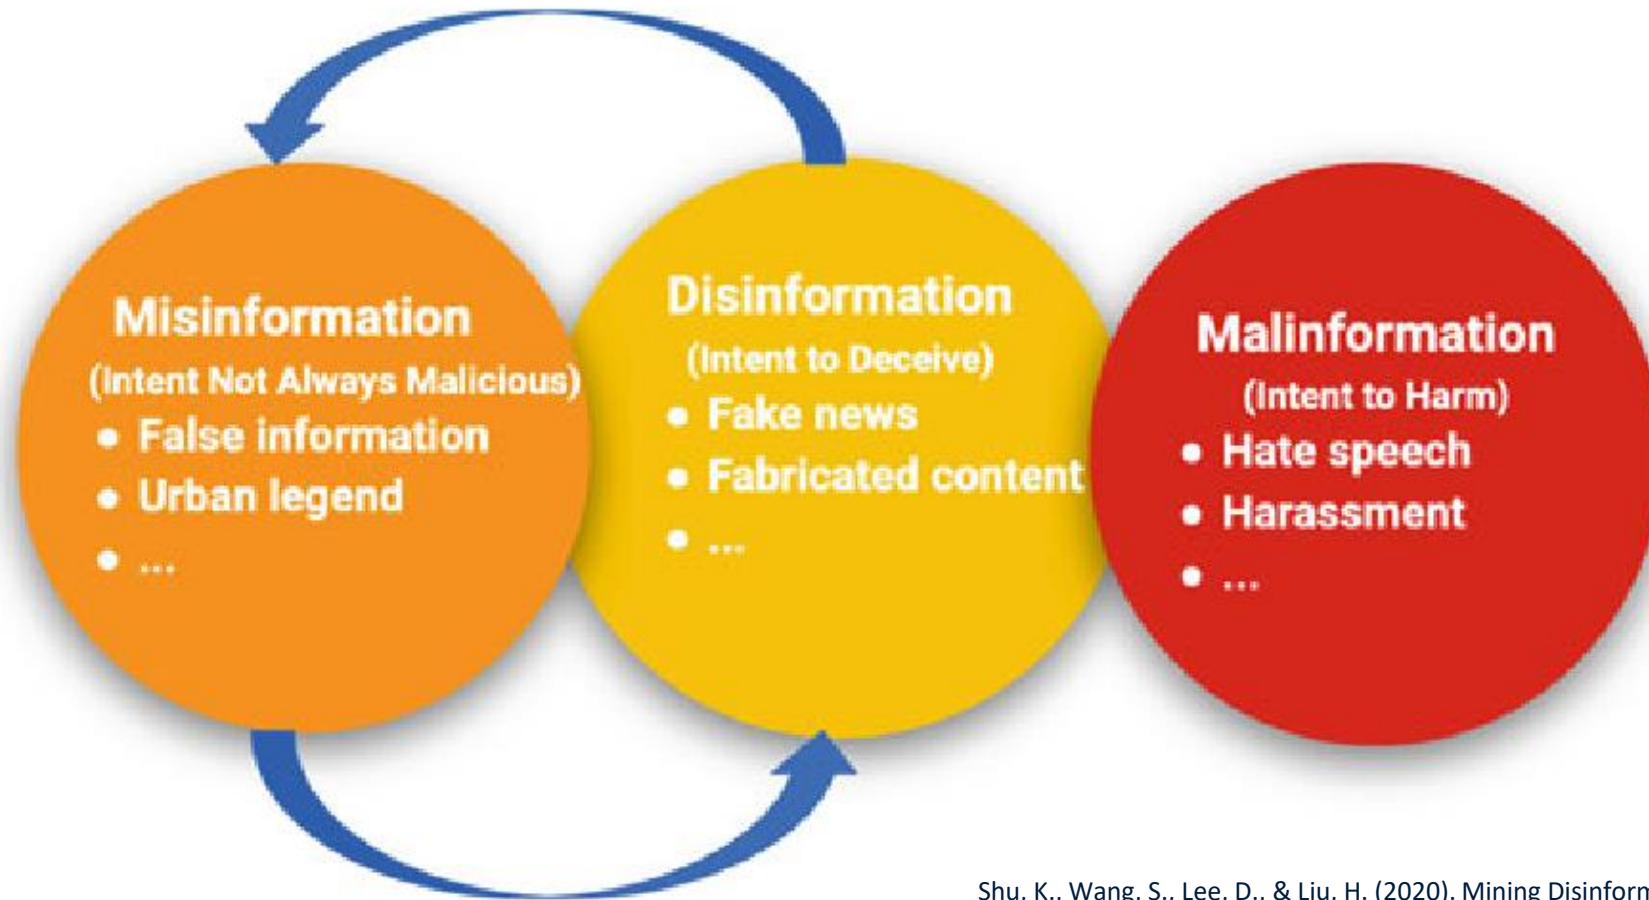 Misinformation
(Intent Not Always Malicious)
• False information
• Urban legend
• ...
Disinformation
(Intent to Deceive)
• Fake news
• Fabricated content
• ...
Malinformation
(Intent to Harm)
• Hate speech
• Harassment
• ...
Shu, K., Wang, S., Lee, D., & Liu, H. (2020). Mining Disinform